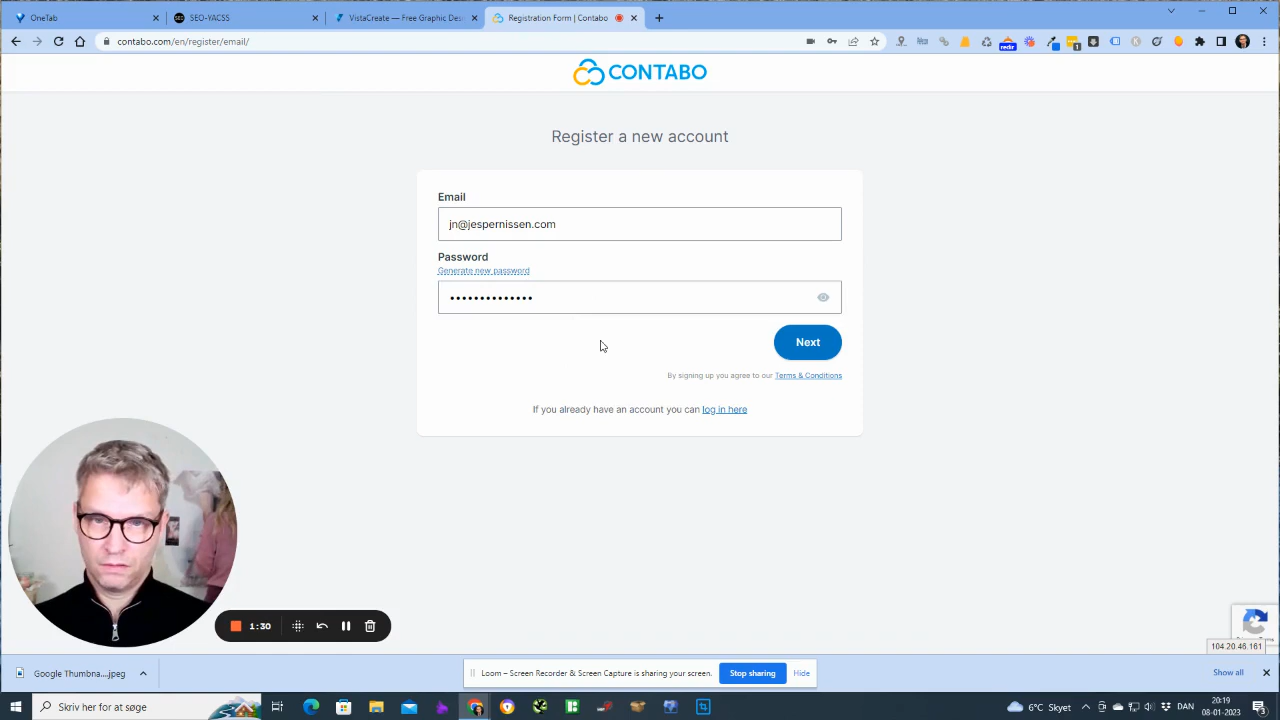 OneTab
SEO-YACSS
VistaCreate — Free Graphic Des
Registration Form | Contabo
contabo.com/en/register/email/
redir
1
CONTABO
Register a new account
Email
jn@jespernissen.com
Password
Generate new password
••••••••••••••
Next
By signing up you agree to our Terms & Conditions
If you already have an account you can log in here
1:30
104.20.46.161
Google Thumbna....jpeg
Loom – Screen Recorder & Screen Capture is sharing your screen.
Stop sharing
Hide
Show all
Skriv her for at søge
6°C Skyet
DAN
20:19
08-01-2023